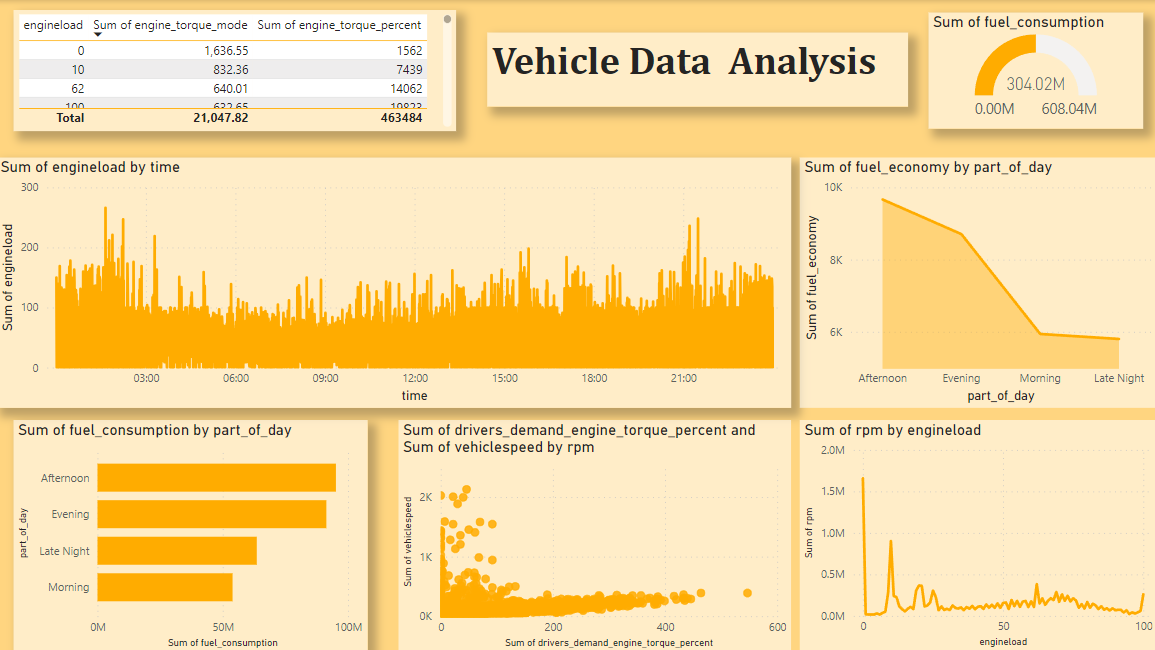 engineload Sum of engine_torque_mode Sum of engine_torque_percent
0 1,636.55 1562
10 832.36 7439
62 640.01 14062
100 632.65 19823
Total 21,047.82 463484
Vehicle Data  Analysis
Sum of fuel_consumption
304.02M
0.00M 608.04M
Sum of engineload by time
Sum of engineload
300
200
100
0
03:00 06:00 09:00 12:00 15:00 18:00 21:00
time
Sum of fuel_economy by part_of_day
Sum of fuel_economy
10K
8K
6K
Afternoon Evening Morning Late Night
part_of_day
Sum of fuel_consumption by part_of_day
part_of_day
Afternoon
Evening
Late Night
Morning
0M 50M 100M
Sum of fuel_consumption
Sum of drivers_demand_engine_torque_percent and
Sum of vehiclespeed by rpm
Sum of vehiclespeed
2K
1K
0K
0 200 400 600
Sum of drivers_demand_engine_torque_percent
Sum of rpm by engineload
Sum of rpm
2.0M
1.5M
1.0M
0.5M
0.0M
0 50 100
engineload